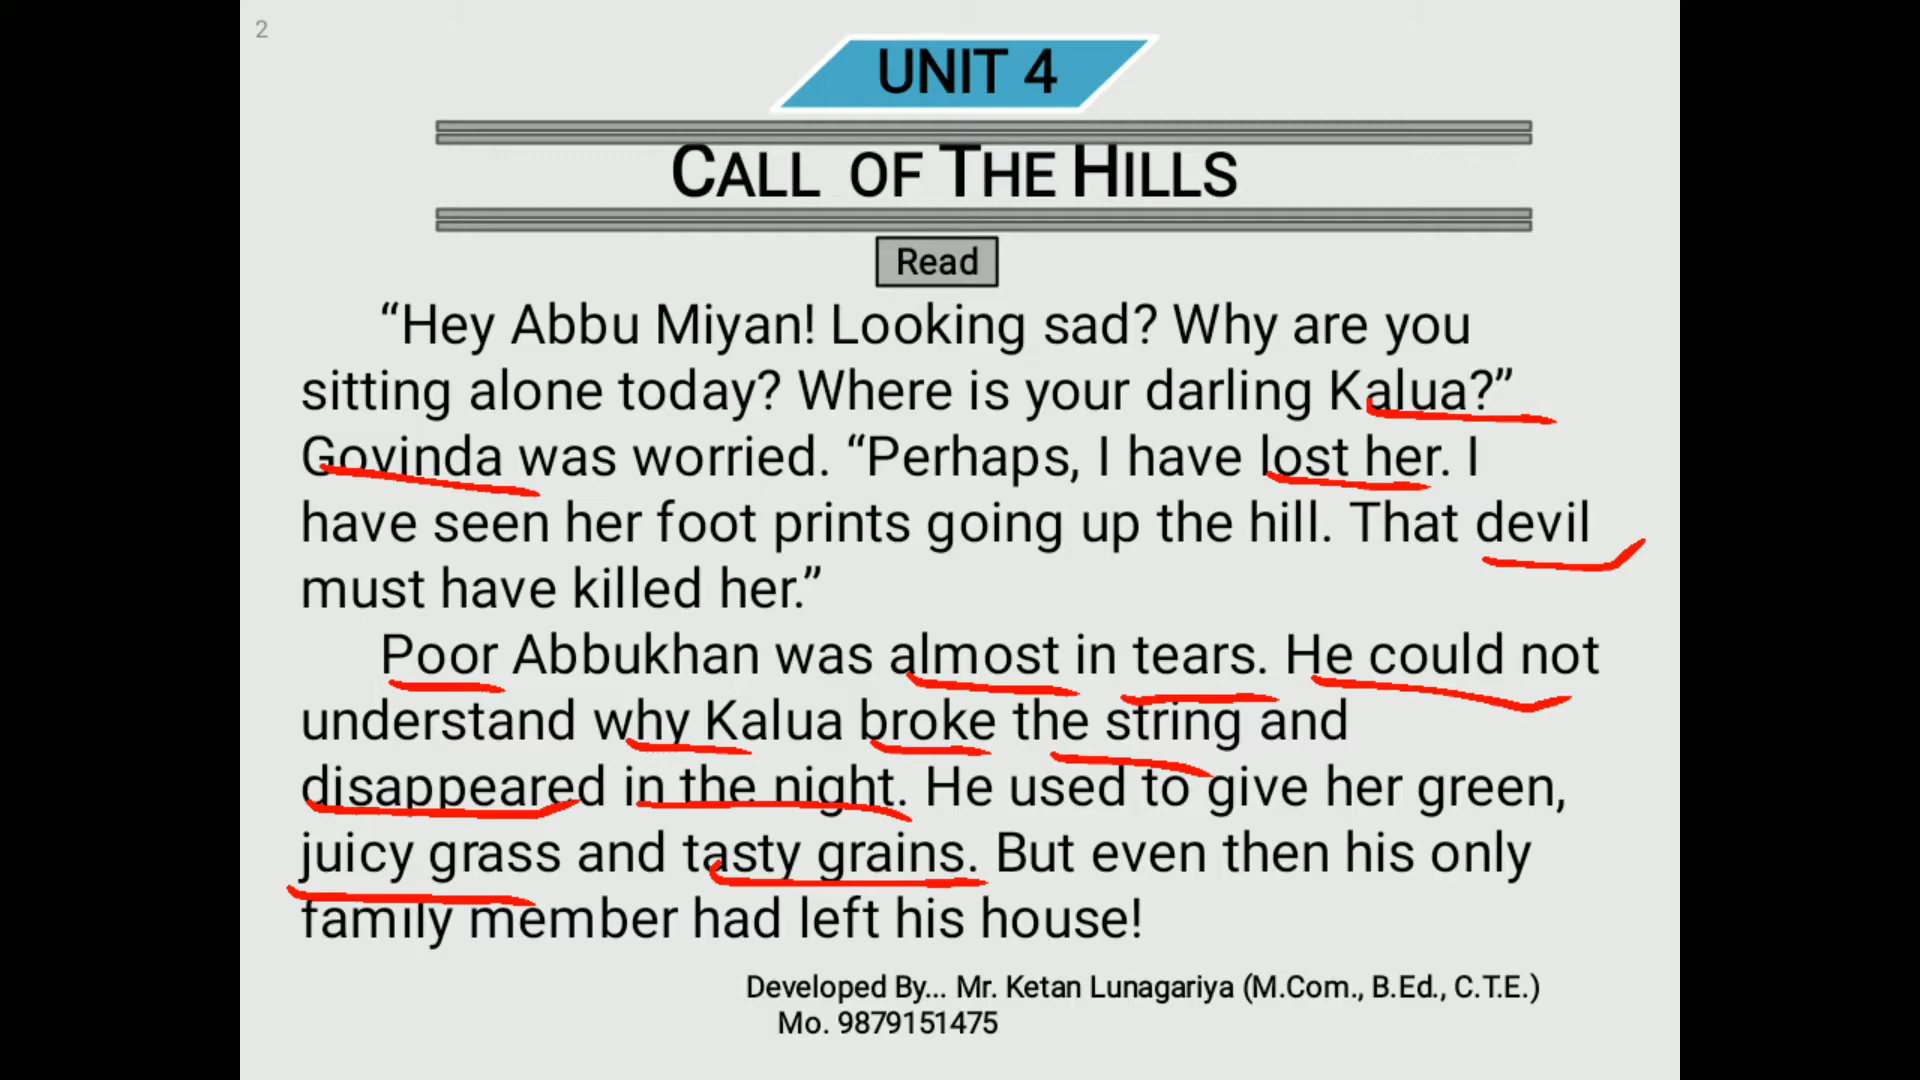 2
UNIT 4
CALL OF THE HILLS
Read
“Hey Abbu Miyan! Looking sad? Why are you
sitting alone today? Where is your darling Kalua?”
Govinda was worried. “Perhaps, I have lost her. I
have seen her foot prints going up the hill. That devil
must have killed her.”
Poor Abbukhan was almost in tears. He could not
understand why Kalua broke the string and
disappeared in the night. He used to give her green,
juicy grass and tasty grains. But even then his only
family member had left his house!
Developed By... Mr. Ketan Lunagariya (M.Com., B.Ed., C.T.E.)
Mo. 9879151475